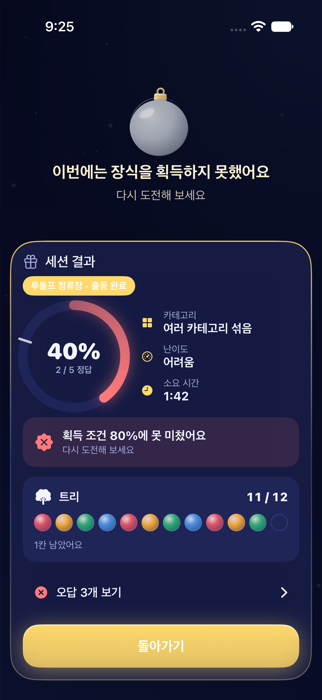 9:25
이번에는 장식을 획득하지 못했어요
다시 도전해 보세요
세션 결과
루돌프 정류장 - 출동 완료
40%
2 / 5 정답
카테고리
여러 카테고리 섞음
난이도
어려움
소요 시간
1:42
획득 조건 80%에 못 미쳤어요
다시 도전해 보세요
트리
11 / 12
1칸 남았어요
오답 3개 보기
돌아가기